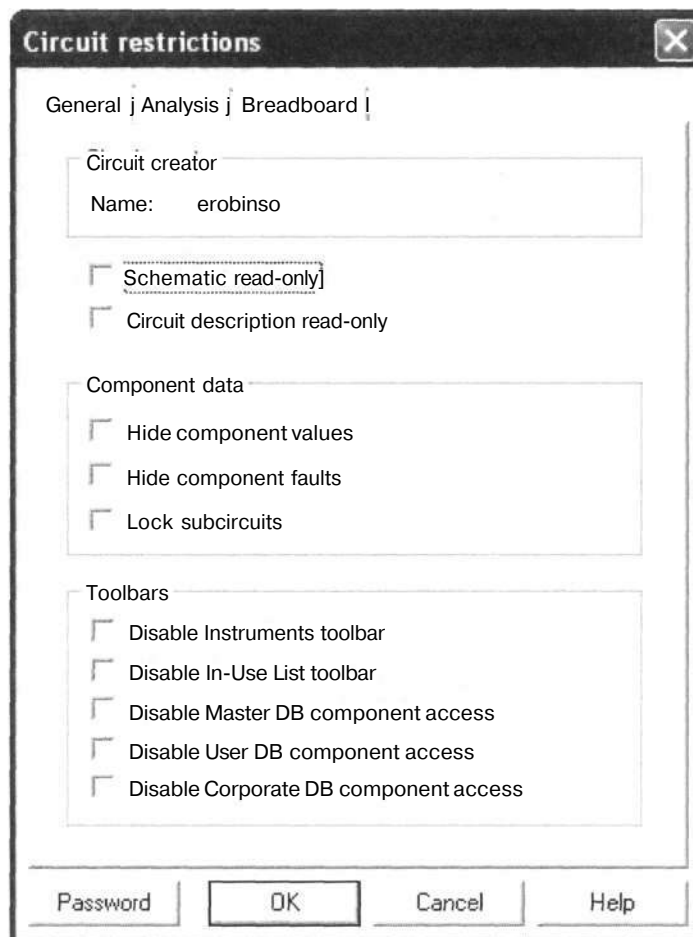 Circuit restrictions
General j Analysis j Breadboard I
Circuit creator
Name: erobinso
Schematic read-only]
Circuit description read-only
Component data
Hide component values
Hide component faults
Lock subcircuits
Toolbars
Disable Instruments toolbar
Disable In-Use List toolbar
Disable Master DB component access
Disable User DB component access
Disable Corporate DB component access
Password OK Cancel Help